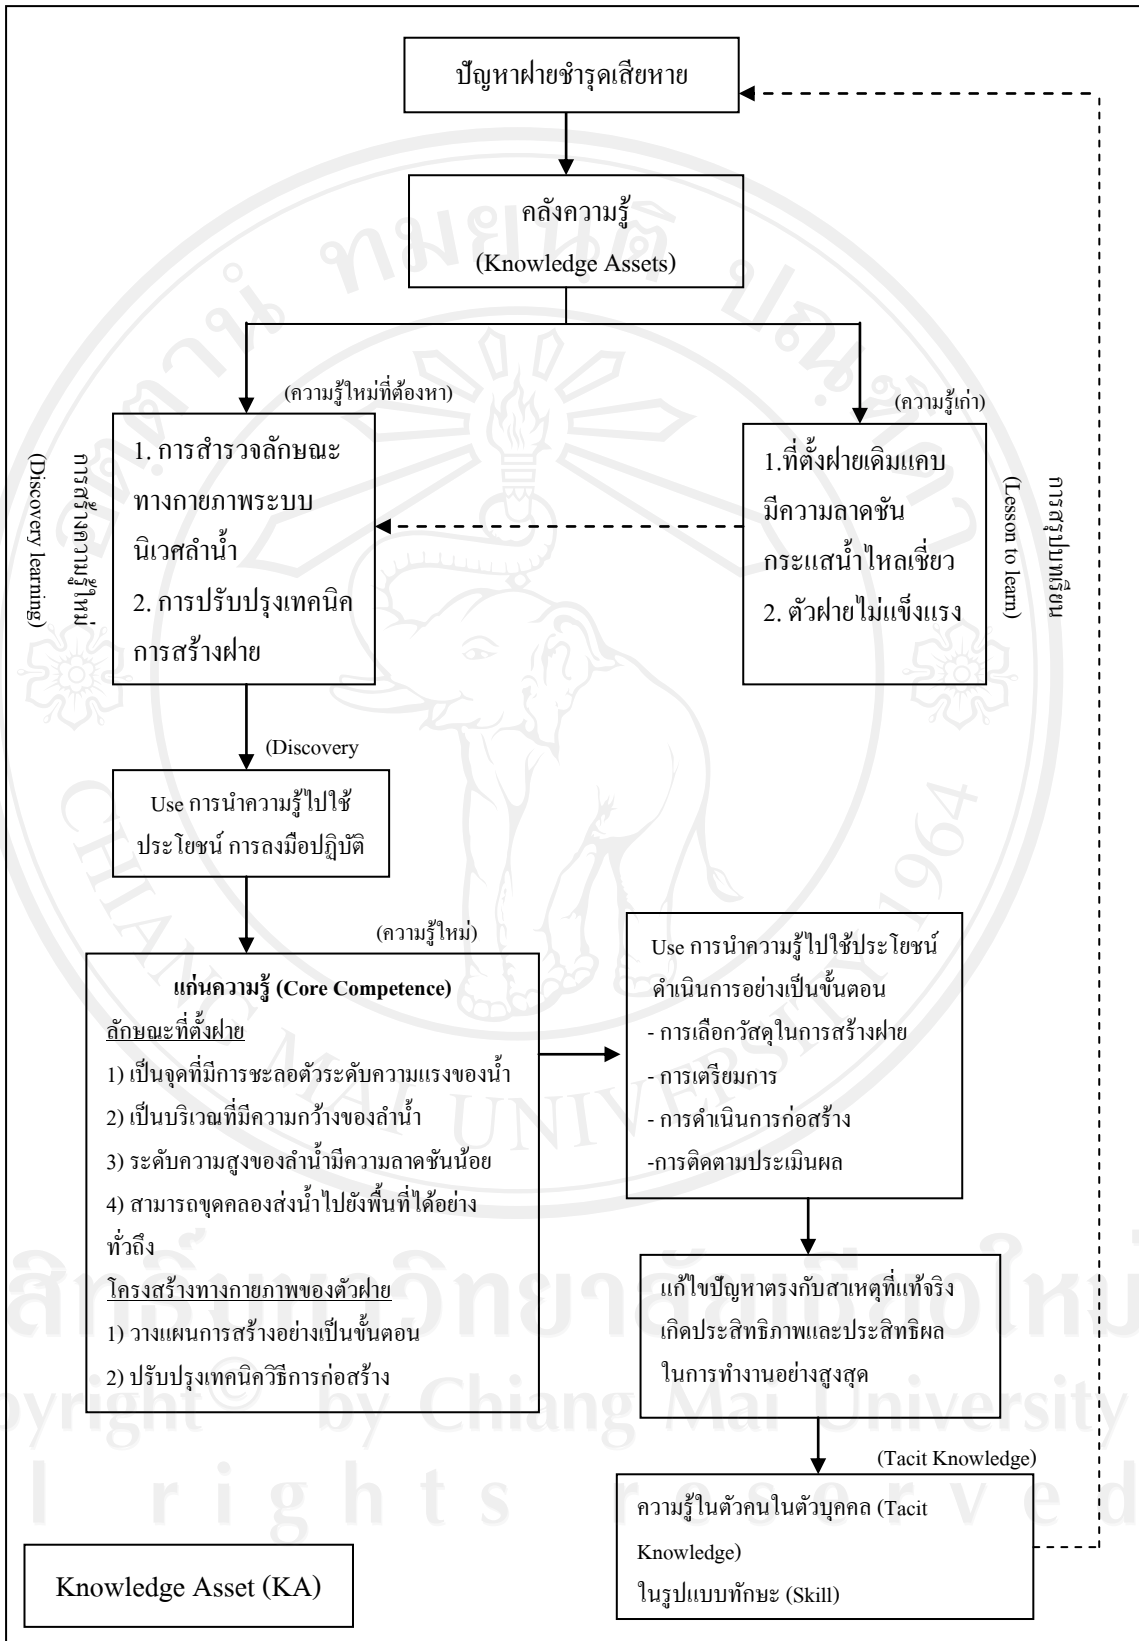 ปัญหาฝายชำรุดเสียหาย
คลังความรู้
(Knowledge Assets)
(ความรู้ใหม่ที่ต้องหา)
(ความรู้เก่า)
การสร้างความรู้ใหม่
(Discovery learning)
1. การสำรวจลักษณะ
ทางกายภาพระบบ
นิเวศลำน้ำ
2. การปรับปรุงเทคนิค
การสร้างฝาย
1.ที่ตั้งฝายเดิมแคบ
มีความลาดชัน
กระแสน้ำไหลเชี่ยว
2. ตัวฝายไม่แข็งแรง
การสรุปบทเรียน
(Lesson to learn)
(Discovery
Use การนำความรู้ไปใช้
ประโยชน์ การลงมือปฏิบัติ
(ความรู้ใหม่)
แก่นความรู้ (Core Competence)
ลักษณะที่ตั้งฝาย
1) เป็นจุดที่มีการชะลอตัวระดับความแรงของน้ำ
2) เป็นบริเวณที่มีความกว้างของลำน้ำ
3) ระดับความสูงของลำน้ำมีความลาดชันน้อย
4) สามารถขุดคลองส่งน้ำไปยังพื้นที่ได้อย่าง
ทั่วถึง
โครงสร้างทางกายภาพของตัวฝาย
1) วางแผนการสร้างอย่างเป็นขั้นตอน
2) ปรับปรุงเทคนิควิธีการก่อสร้าง
Use การนำความรู้ไปใช้ประโยชน์
ดำเนินการอย่างเป็นขั้นตอน
- การเลือกวัสดุในการสร้างฝาย
- การเตรียมการ
- การดำเนินการก่อสร้าง
-การติดตามประเมินผล
แก้ไขปัญหาตรงกับสาเหตุที่แท้จริง
เกิดประสิทธิภาพและประสิทธิผล
ในการทำงานอย่างสูงสุด
(Tacit Knowledge)
ความรู้ในตัวคนในตัวบุคคล (Tacit
Knowledge)
ในรูปแบบทักษะ (Skill)
Knowledge Asset (KA)
CHIANG MAI UNIVERSITY 1964
by Chiang Mai University
rights reserved